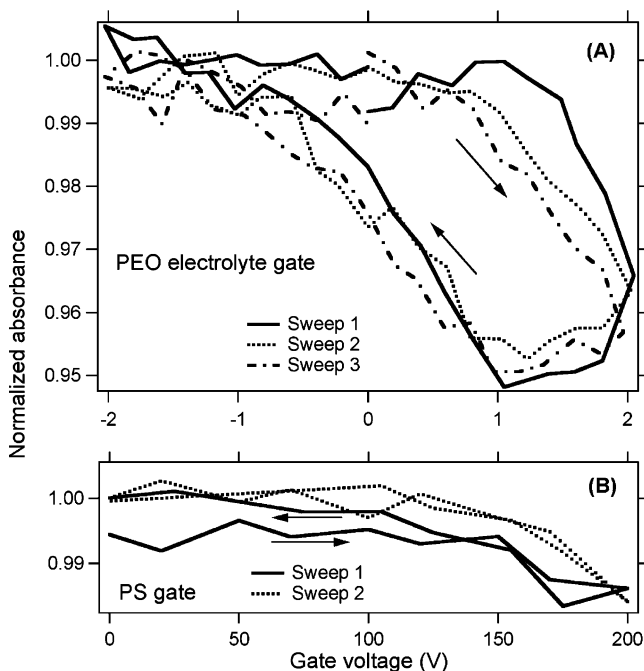 (A)
1.00
0.99
0.98
0.97
0.96
0.95
PEO electrolyte gate
Sweep 1
Sweep 2
Sweep 3
-2 -1 0 1 2
Normalized absorbance
(B)
1.00
0.99
PS gate
Sweep 1
Sweep 2
0 50 100 150 200
Gate voltage (V)